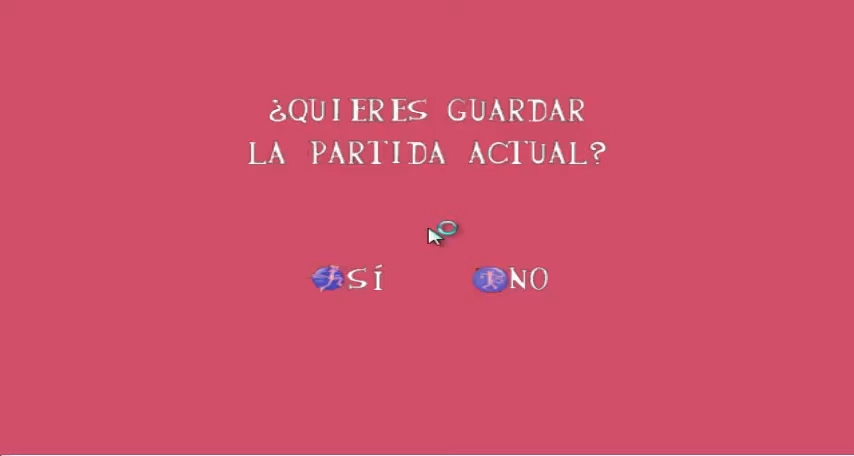 ¿QUIERES GUARDAR
LA PARTIDA ACTUAL?
SÍ NO